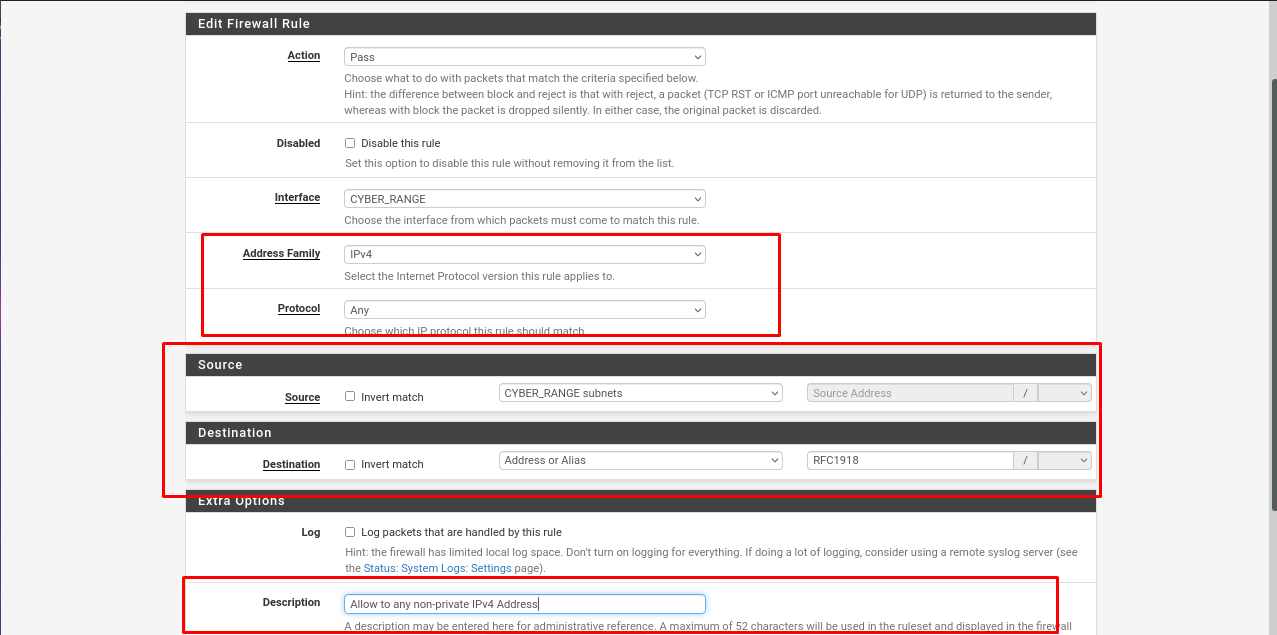 Edit Firewall Rule
Action
Pass
Choose what to do with packets that match the criteria specified below.
Hint: the difference between block and reject is that with reject, a packet (TCP RST or ICMP port unreachable for UDP) is returned to the sender,
whereas with block the packet is dropped silently. In either case, the original packet is discarded.
Disabled
Disable this rule
Set this option to disable this rule without removing it from the list.
Interface
CYBER_RANGE
Choose the interface from which packets must come to match this rule.
Address Family
IPv4
Select the Internet Protocol version this rule applies to.
Protocol
Any
Choose which IP protocol this rule should match
Source
Source
Invert match
CYBER_RANGE subnets
Source Address
/
Destination
Destination
Invert match
Address or Alias
RFC1918
/
Extra Options
Log
Log packets that are handled by this rule
Hint: the firewall has limited local log space. Don't turn on logging for everything. If doing a lot of logging, consider using a remote syslog server (see
the Status: System Logs: Settings page).
Description
Allow to any non-private IPv4 Address
A description may be entered here for administrative reference. A maximum of 52 characters will be used in the ruleset and displayed in the firewall